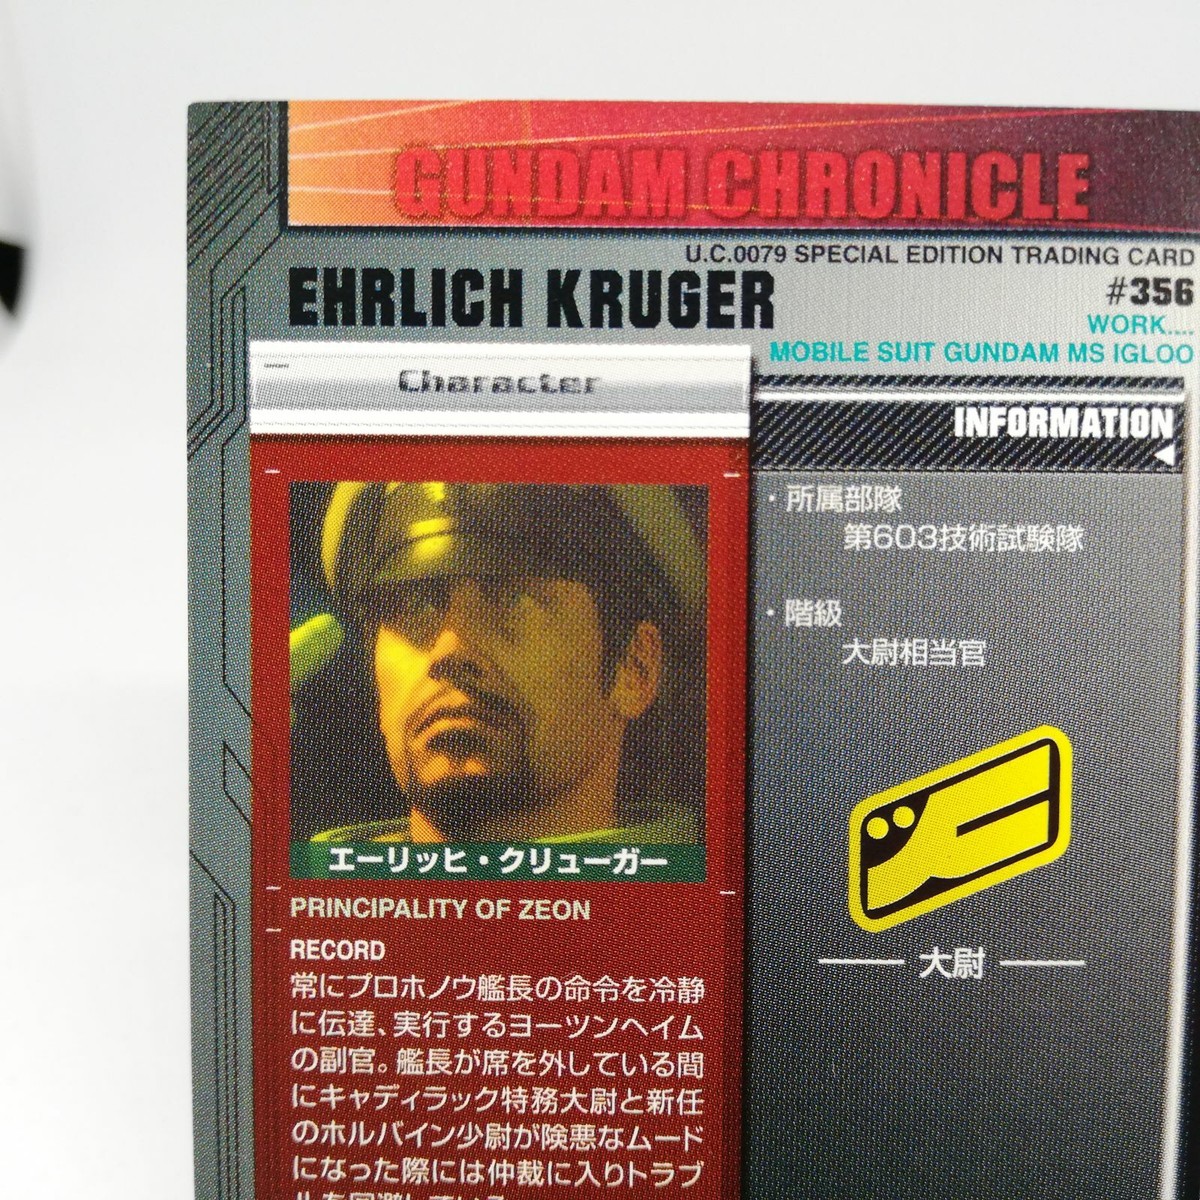 GUNDAM CHRONICLE
U.C.0079 SPECIAL EDITION TRADING CARD
EHRLICH KRUGER
#356
WORK....
MOBILE SUIT GUNDAM MS IGLOO
Character
INFORMATION
・所属部隊
第603技術試験隊
・階級
大尉相当官
大尉
エーリッヒ・クリューガー
PRINCIPALITY OF ZEON
RECORD
常にプロホノウ艦長の命令を冷静
に伝達、実行するヨーツンヘイム
の副官。艦長が席を外している間
にキャディラック特務大尉と新任
のホルバイン少尉が険悪なムード
になった際には仲裁に入りトラブ